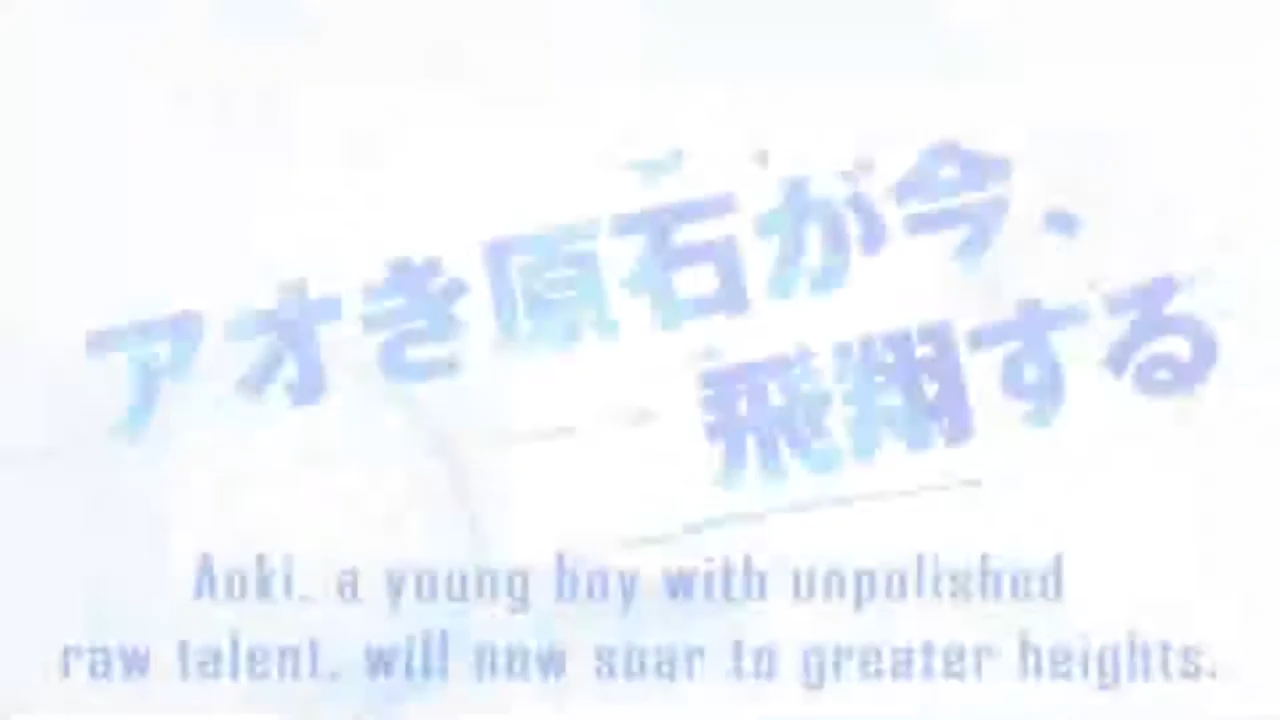 アオき原石が今、
飛翔する
Aoki, a young boy with unpolished
raw talent, will now soar to greater heights.